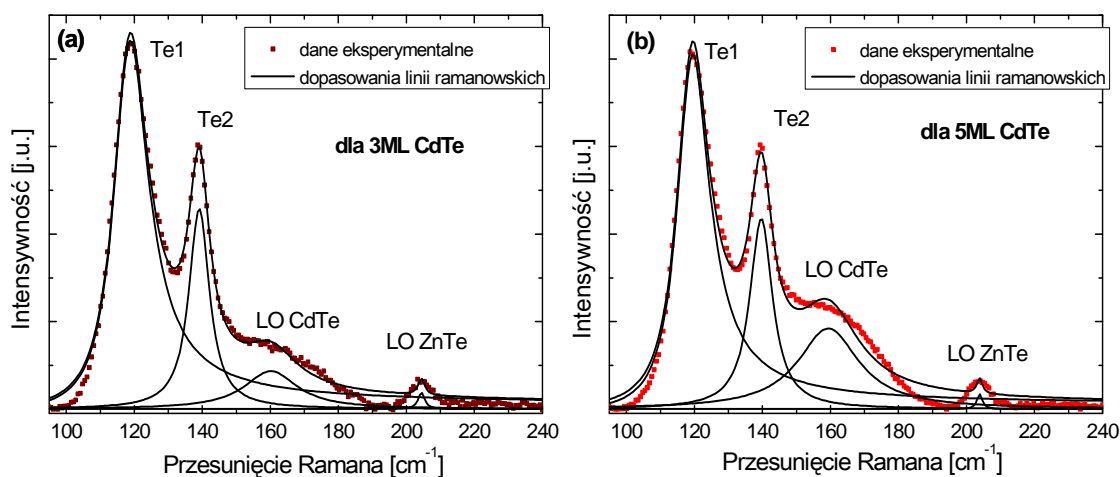 (a)
Te1
dane eksperymentalne
dopasowania linii ramanowskich
Te2
dla 3ML CdTe
LO CdTe
LO ZnTe
Intensywność [j.u.]
100 120 140 160 180 200 220 240
Przesunięcie Ramana [cm⁻¹]
(b)
Te1
dane eksperymentalne
dopasowania linii ramanowskich
Te2
dla 5ML CdTe
LO CdTe
LO ZnTe
Intensywność [j.u.]
100 120 140 160 180 200 220 240
Przesunięcie Ramana [cm⁻¹]